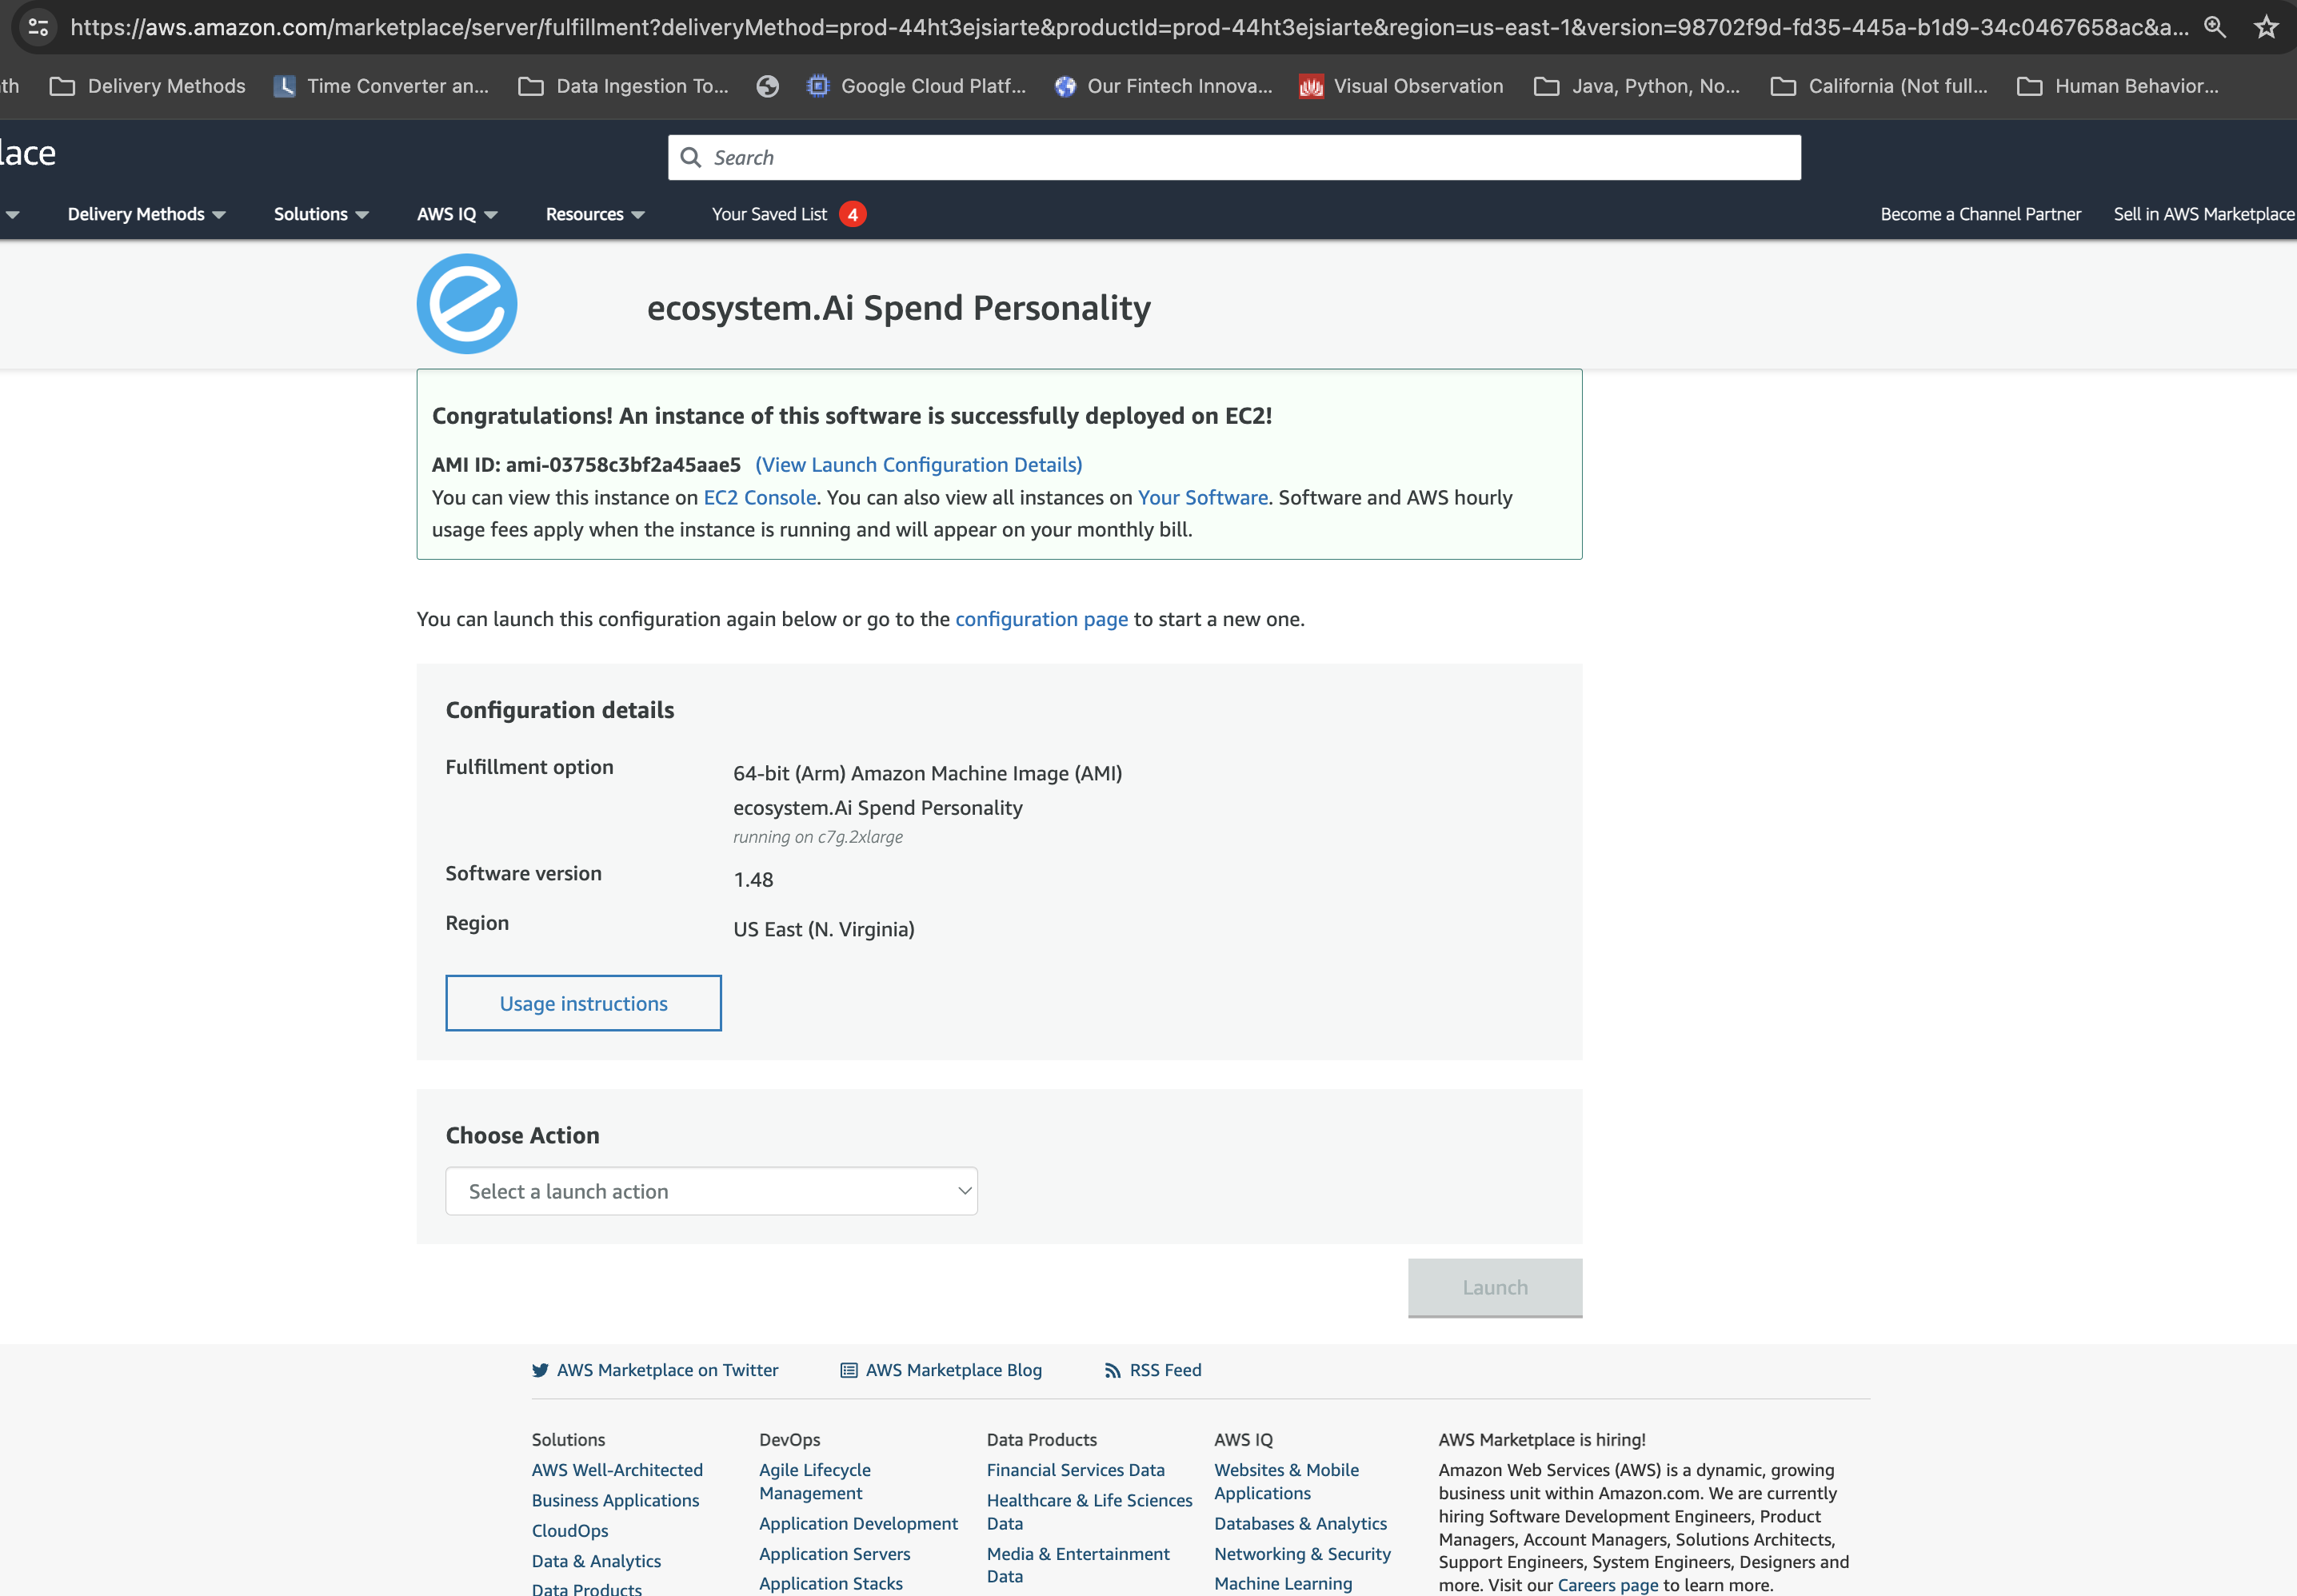 https://aws.amazon.com/marketplace/server/fulfillment?deliveryMethod=prod-44ht3ejsiarte&productId=prod-44ht3ejsiarte&region=us-east-1&version=98702f9d-fd35-445a-b1d9-34c0467658ac&a...
th Delivery Methods Time Converter an... Data Ingestion To... Google Cloud Platf... Our Fintech Innova... Visual Observation Java, Python, No... California (Not full... Human Behavior...
lace
Search
Delivery Methods Solutions AWS IQ Resources Your Saved List 4 Become a Channel Partner Sell in AWS Marketplace
ecosystem.Ai Spend Personality
Congratulations! An instance of this software is successfully deployed on EC2!
AMI ID: ami-03758c3bf2a45aae5 (View Launch Configuration Details)
You can view this instance on EC2 Console. You can also view all instances on Your Software. Software and AWS hourly
usage fees apply when the instance is running and will appear on your monthly bill.
You can launch this configuration again below or go to the configuration page to start a new one.
Configuration details
Fulfillment option
64-bit (Arm) Amazon Machine Image (AMI)
ecosystem.Ai Spend Personality
running on c7g.2xlarge
Software version
1.48
Region
US East (N. Virginia)
Usage instructions
Choose Action
Select a launch action
Launch
AWS Marketplace on Twitter AWS Marketplace Blog RSS Feed
Solutions
AWS Well-Architected
Business Applications
CloudOps
Data & Analytics
Data Products
DevOps
Agile Lifecycle
Management
Application Development
Application Servers
Application Stacks
Data Products
Financial Services Data
Healthcare & Life Sciences
Data
Media & Entertainment
Data
AWS IQ
Websites & Mobile
Applications
Databases & Analytics
Networking & Security
Machine Learning
AWS Marketplace is hiring!
Amazon Web Services (AWS) is a dynamic, growing
business unit within Amazon.com. We are currently
hiring Software Development Engineers, Product
Managers, Account Managers, Solutions Architects,
Support Engineers, System Engineers, Designers and
more. Visit our Careers page to learn more.